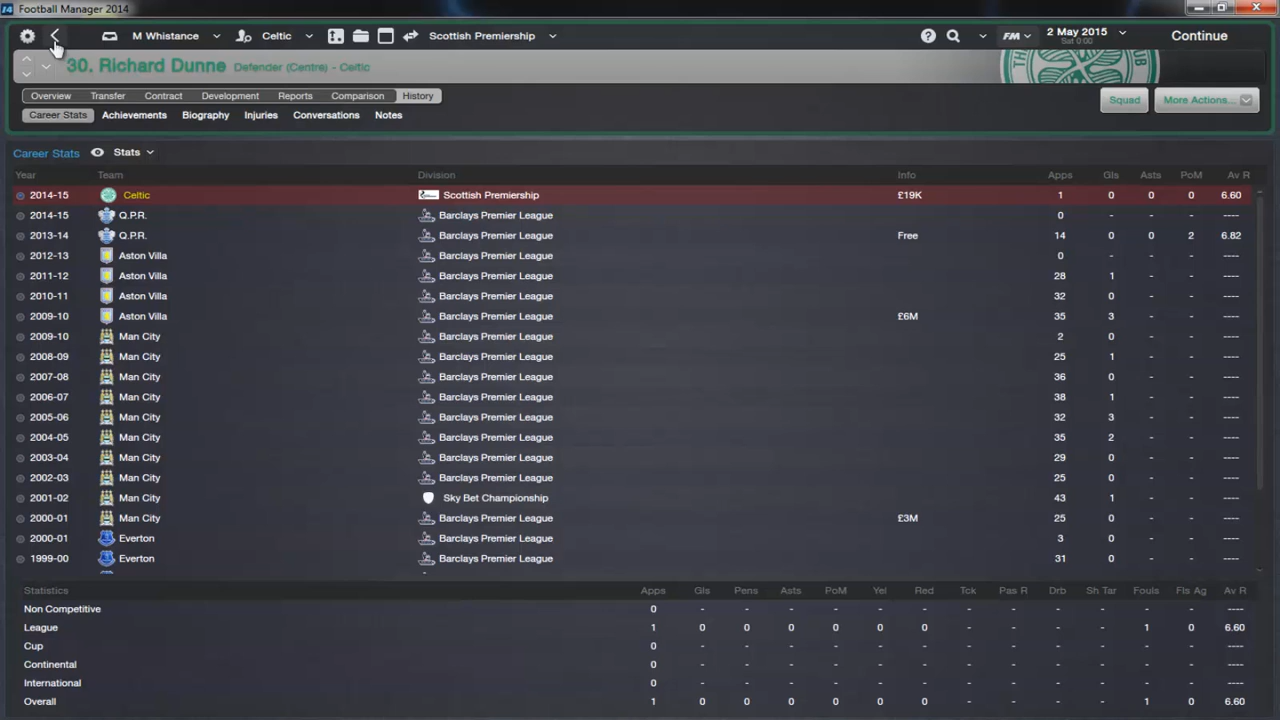 Football Manager 2014
M Whistance Celtic Scottish Premiership FM 2 May 2015 Sat 0:00 Continue
30. Richard Dunne Defender (Centre) - Celtic
Overview Transfer Contract Development Reports Comparison History Squad More Actions...
Career Stats Achievements Biography Injuries Conversations Notes
Career Stats Stats
Year Team Division Info Apps Gls Asts PoM Av R
2014-15 Celtic Scottish Premiership £19K 1 0 0 0 6.60
2014-15 Q.P.R. Barclays Premier League 0 - - - ----
2013-14 Q.P.R. Barclays Premier League Free 14 0 0 2 6.82
2012-13 Aston Villa Barclays Premier League 0 - - - ----
2011-12 Aston Villa Barclays Premier League 28 1 - - ----
2010-11 Aston Villa Barclays Premier League 32 0 - - ----
2009-10 Aston Villa Barclays Premier League £6M 35 3 - - ----
2009-10 Man City Barclays Premier League 2 0 - - ----
2008-09 Man City Barclays Premier League 25 1 - - ----
2007-08 Man City Barclays Premier League 36 0 - - ----
2006-07 Man City Barclays Premier League 38 1 - - ----
2005-06 Man City Barclays Premier League 32 3 - - ----
2004-05 Man City Barclays Premier League 35 2 - - ----
2003-04 Man City Barclays Premier League 29 0 - - ----
2002-03 Man City Barclays Premier League 25 0 - - ----
2001-02 Man City Sky Bet Championship 43 1 - - ----
2000-01 Man City Barclays Premier League £3M 25 0 - - ----
2000-01 Everton Barclays Premier League 3 0 - - ----
1999-00 Everton Barclays Premier League 31 0 - - ----
Statistics Apps Gls Pens Asts PoM Yel Red Tck Pas R Drb Sh Tar Fouls Fls Ag Av R
Non Competitive 0 - - - - - - - - - - - - ----
League 1 0 0 0 0 0 0 - - - - 1 0 6.60
Cup 0 - - - - - - - - - - - - ----
Continental 0 - - - - - - - - - - - - ----
International 0 - - - - - - - - - - - - ----
Overall 1 0 0 0 0 0 0 - - - - 1 0 6.60